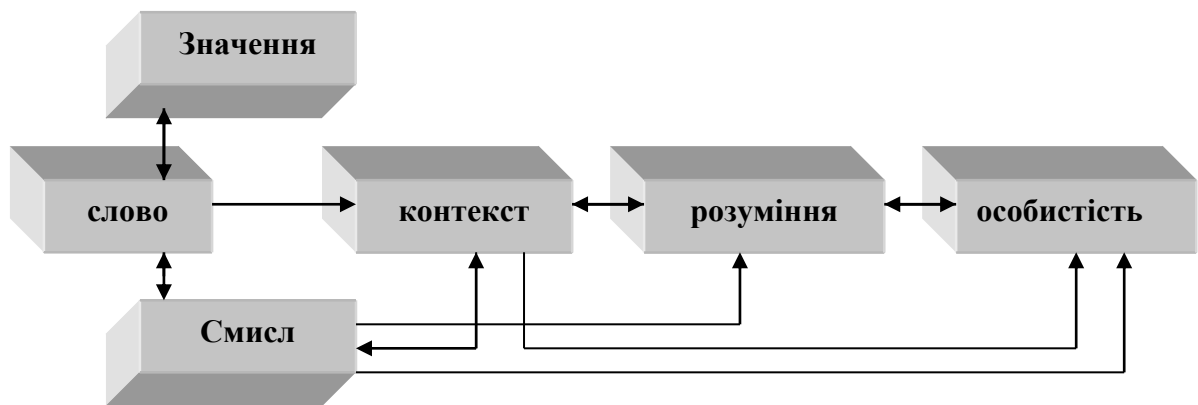 Значення
слово
контекст
розуміння
особистість
Смисл